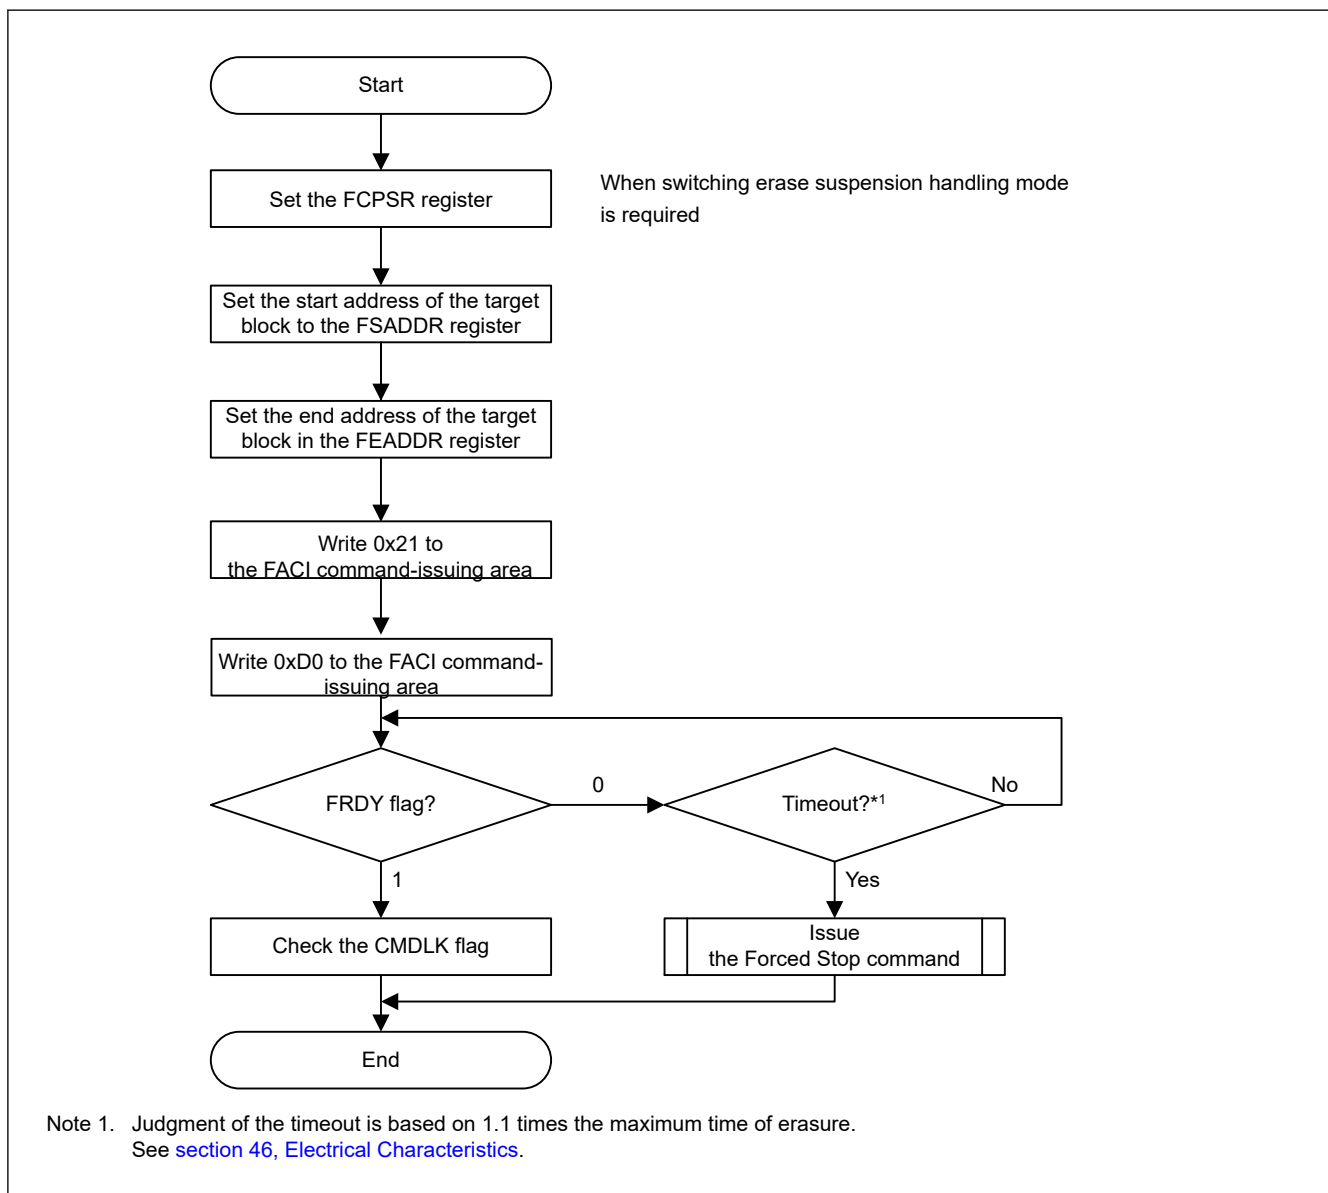 Start
Set the FCPSR register
When switching erase suspension handling mode
is required
Set the start address of the target
block to the FSADDR register
Set the end address of the target
block in the FEADDR register
Write 0x21 to
the FACI command-issuing area
Write 0xD0 to the FACI command-
issuing area
FRDY flag?
0
Timeout?*1
No
1
Yes
Check the CMDLK flag
Issue
the Forced Stop command
End
Note 1. Judgment of the timeout is based on 1.1 times the maximum time of erasure.
See section 46, Electrical Characteristics.